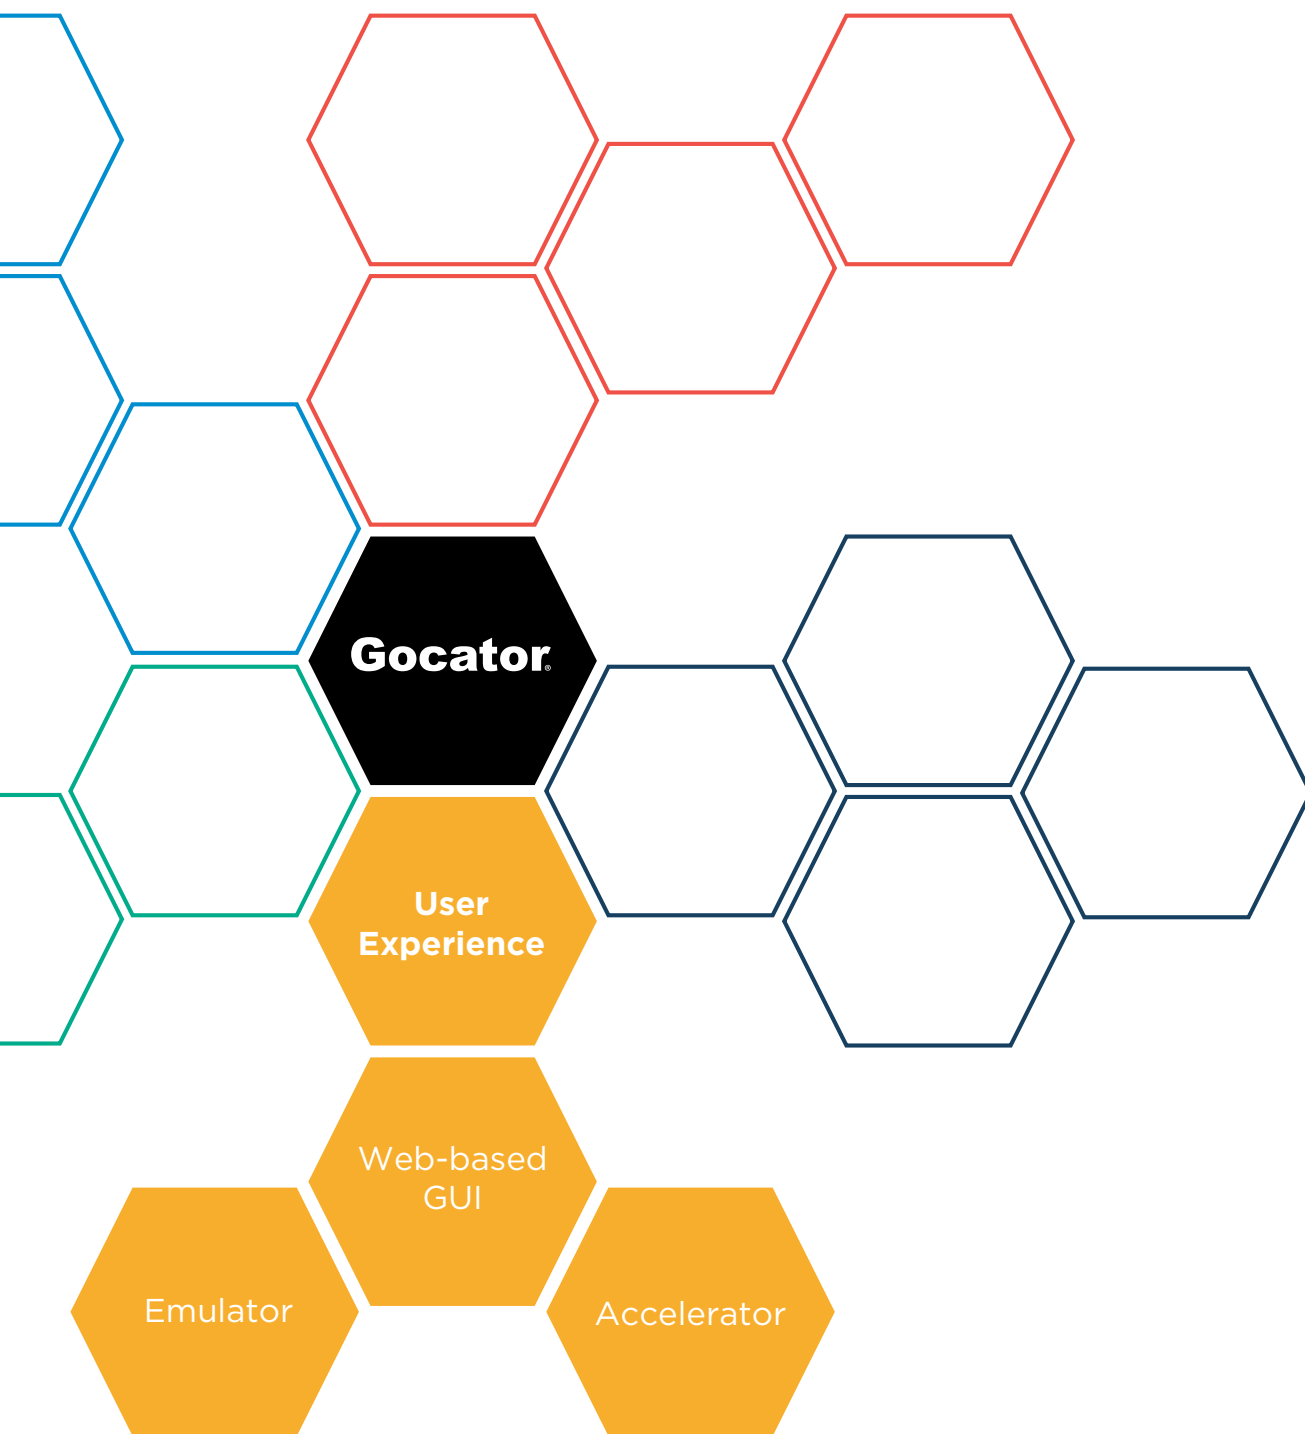 Gocator®
User
Experience
Web-based
GUI
Emulator
Accelerator